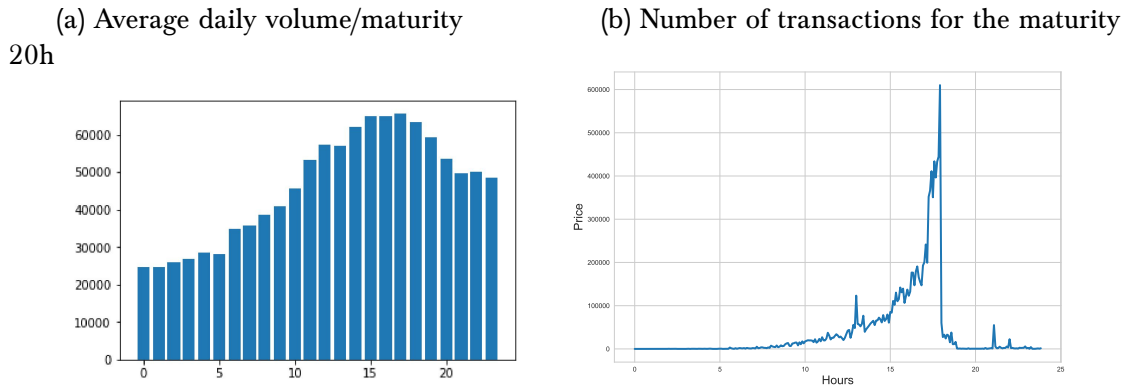 (a) Average daily volume/maturity
(b) Number of transactions for the maturity
20h
60000
50000
40000
30000
20000
10000
0
0 5 10 15 20
600000
500000
400000
300000
200000
100000
0
Price
0 5 10 15 20 25
Hours